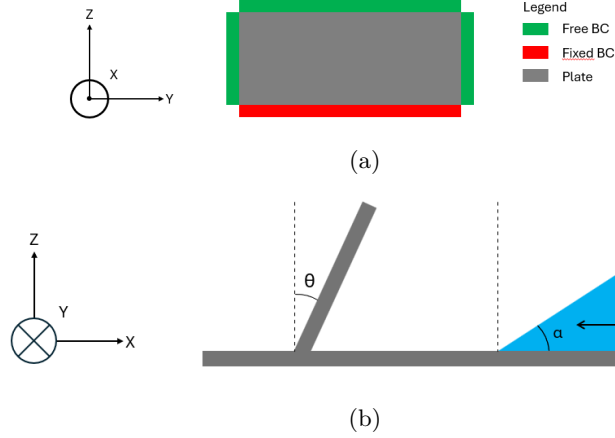 Legend
Z
X
Y
Free BC
Fixed BC
Plate
(a)
Z
Y
X
θ
α
(b)